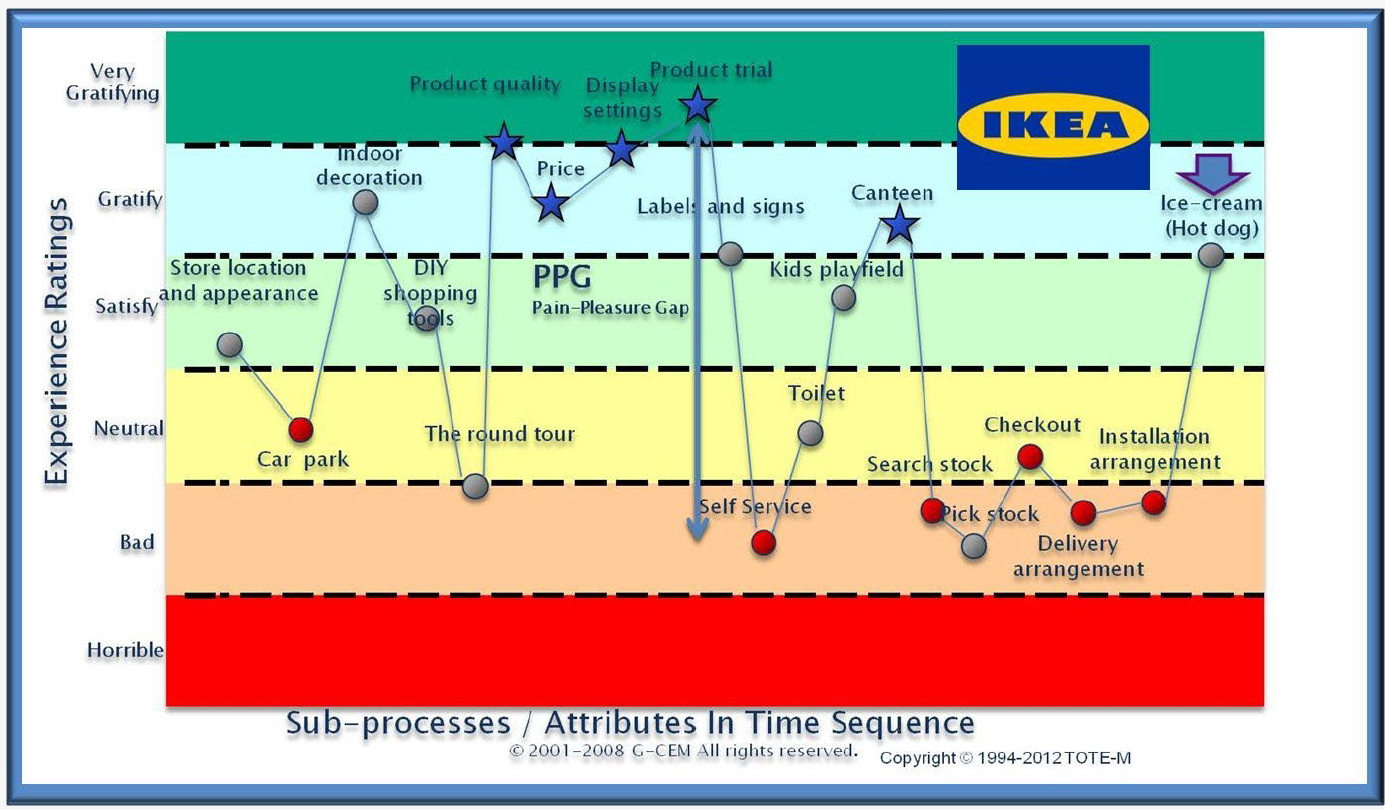 Very
Gratifying
Product quality
Display
settings
Product trial
IKEA
Gratify
Indoor
decoration
Price
Labels and signs
Canteen
Ice-cream
(Hot dog)
Experience Ratings
Satisfy
Store location
and appearance
DIY
shopping
tools
PPG
Pain-Pleasure Gap
Kids playfield
Neutral
Car park
The round tour
Toilet
Search stock
Checkout
Installation
arrangement
Bad
Self Service
Pick stock
Delivery
arrangement
Horrible
Sub-processes / Attributes In Time Sequence
© 2001-2008 G-CEM All rights reserved.
Copyright © 1994-2012 TOTE-M